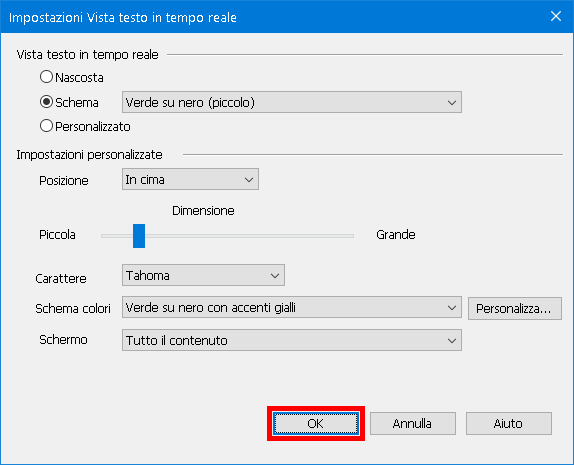 Impostazioni Vista testo in tempo reale
Vista testo in tempo reale
Nascosta
Schema Verde su nero (piccolo)
Personalizzato
Impostazioni personalizzate
Posizione In cima
Dimensione
Piccola Grande
Carattere Tahoma
Schema colori Verde su nero con accenti gialli Personalizza...
Schermo Tutto il contenuto
OK Annulla Aiuto